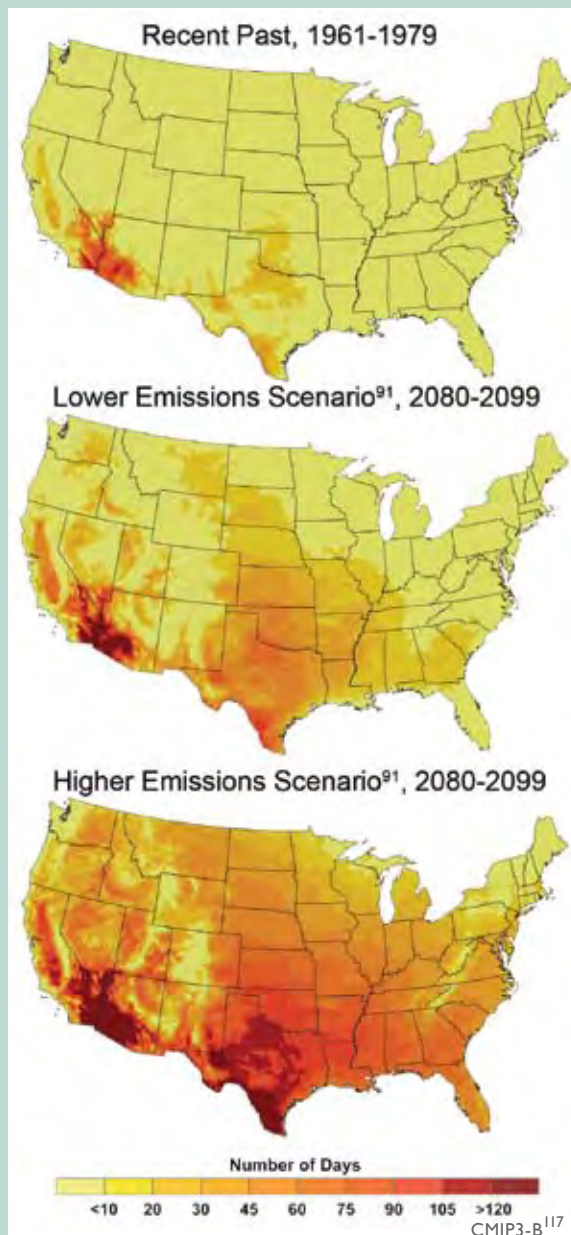 Recent Past, 1961-1979
Lower Emissions Scenario⁹¹, 2080-2099
Higher Emissions Scenario⁹¹, 2080-2099
Number of Days
<10 20 30 45 60 75 90 105 >120
CMIP3-B¹¹⁷